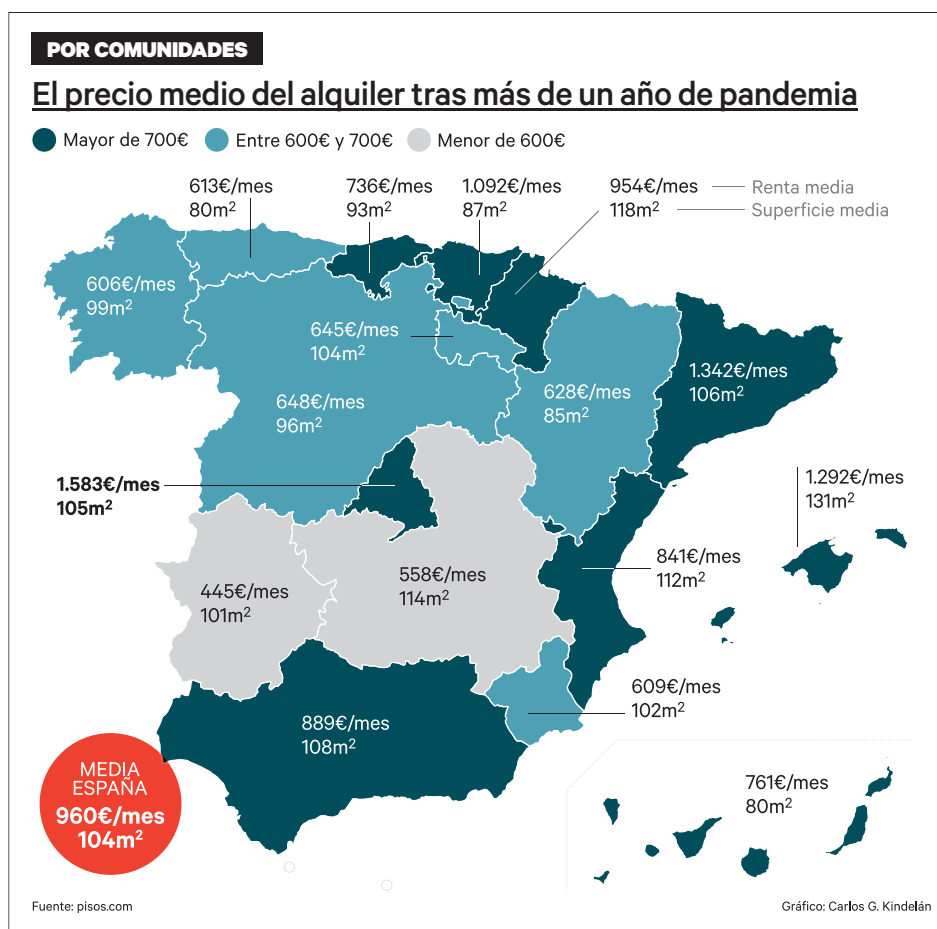 POR COMUNIDADES
El precio medio del alquiler tras más de un año de pandemia
Mayor de 700€ Entre 600€ y 700€ Menor de 600€
613€/mes
80m²
736€/mes
93m²
1.092€/mes
87m²
954€/mes
118m²
Renta media
Superficie media
606€/mes
99m²
645€/mes
104m²
648€/mes
96m²
628€/mes
85m²
1.342€/mes
106m²
1.583€/mes
105m²
1.292€/mes
131m²
841€/mes
112m²
445€/mes
101m²
558€/mes
114m²
609€/mes
102m²
889€/mes
108m²
MEDIA
ESPAÑA
960€/mes
104m²
761€/mes
80m²
Fuente: pisos.com
Gráfico: Carlos G. Kindelán